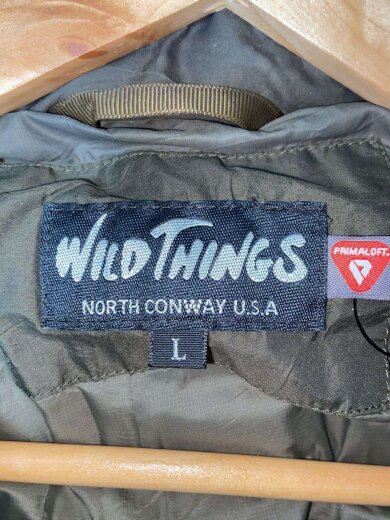 WILD THINGS
NORTH CONWAY U.S.A
L
PRIMALOFT